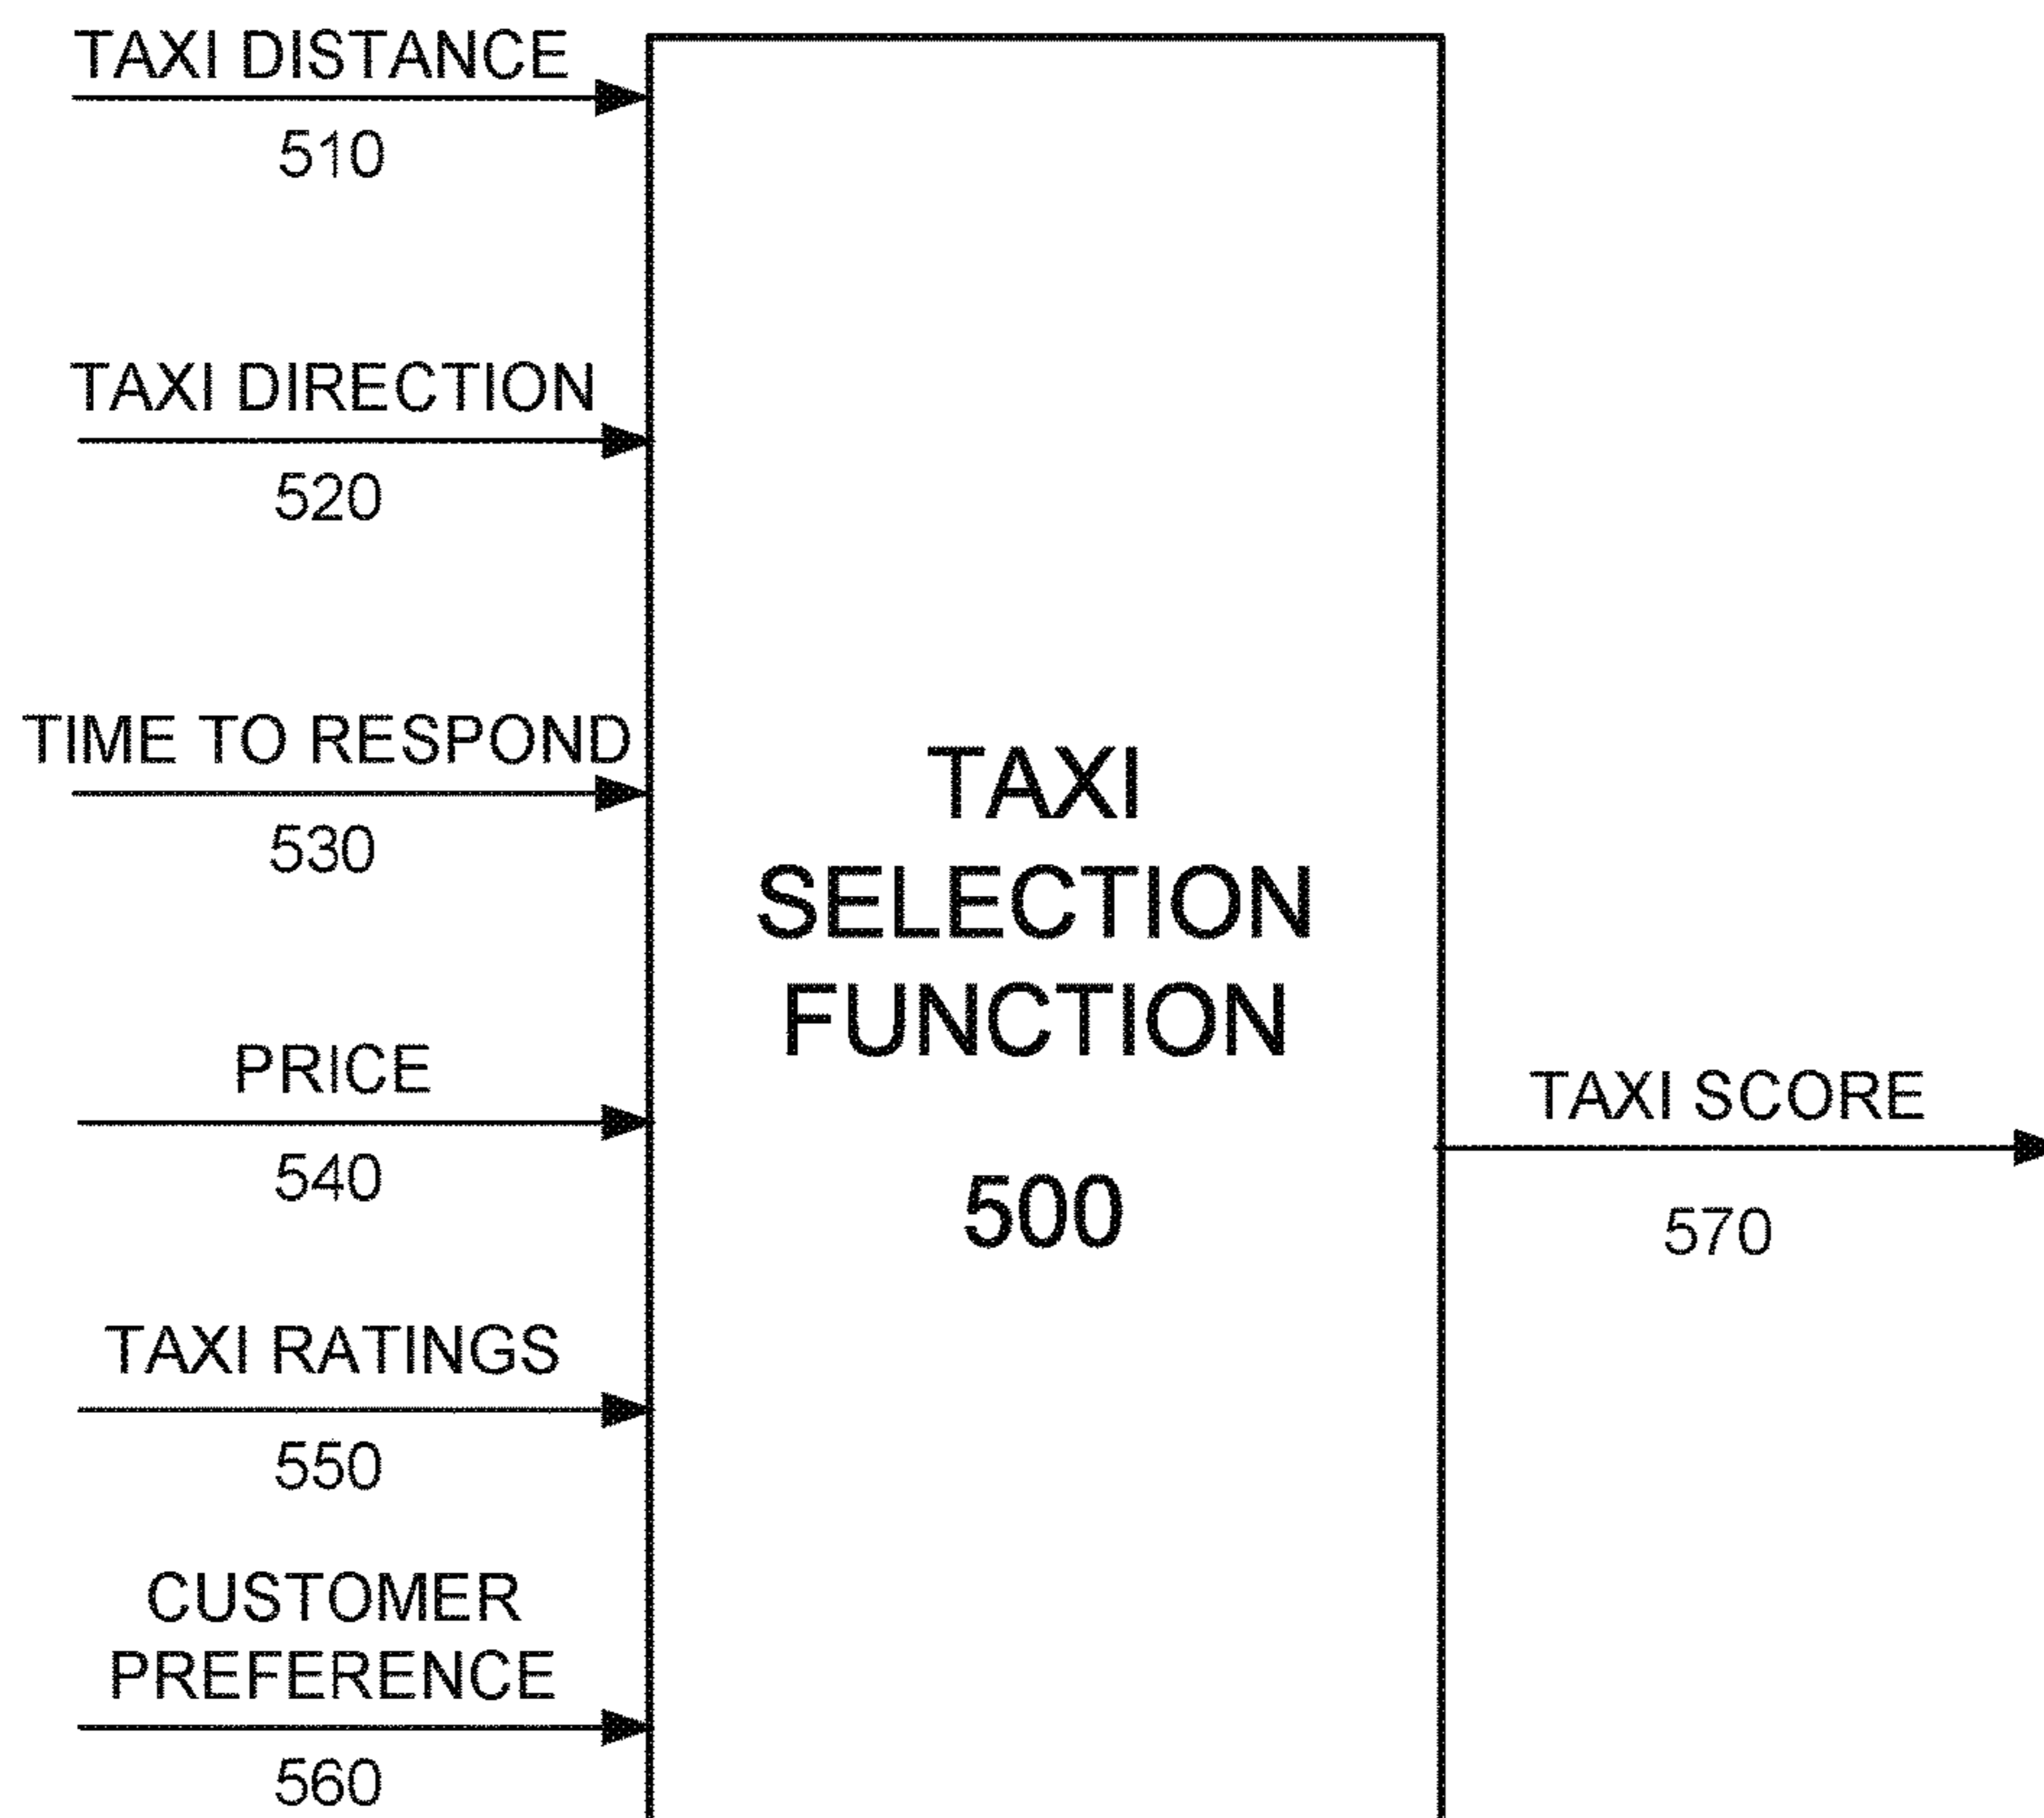 TAXI DISTANCE
510
TAXI DIRECTION
520
TIME TO RESPOND
530
PRICE
540
TAXI RATINGS
550
CUSTOMER
PREFERENCE
560
TAXI
SELECTION
FUNCTION
500
TAXI SCORE
570